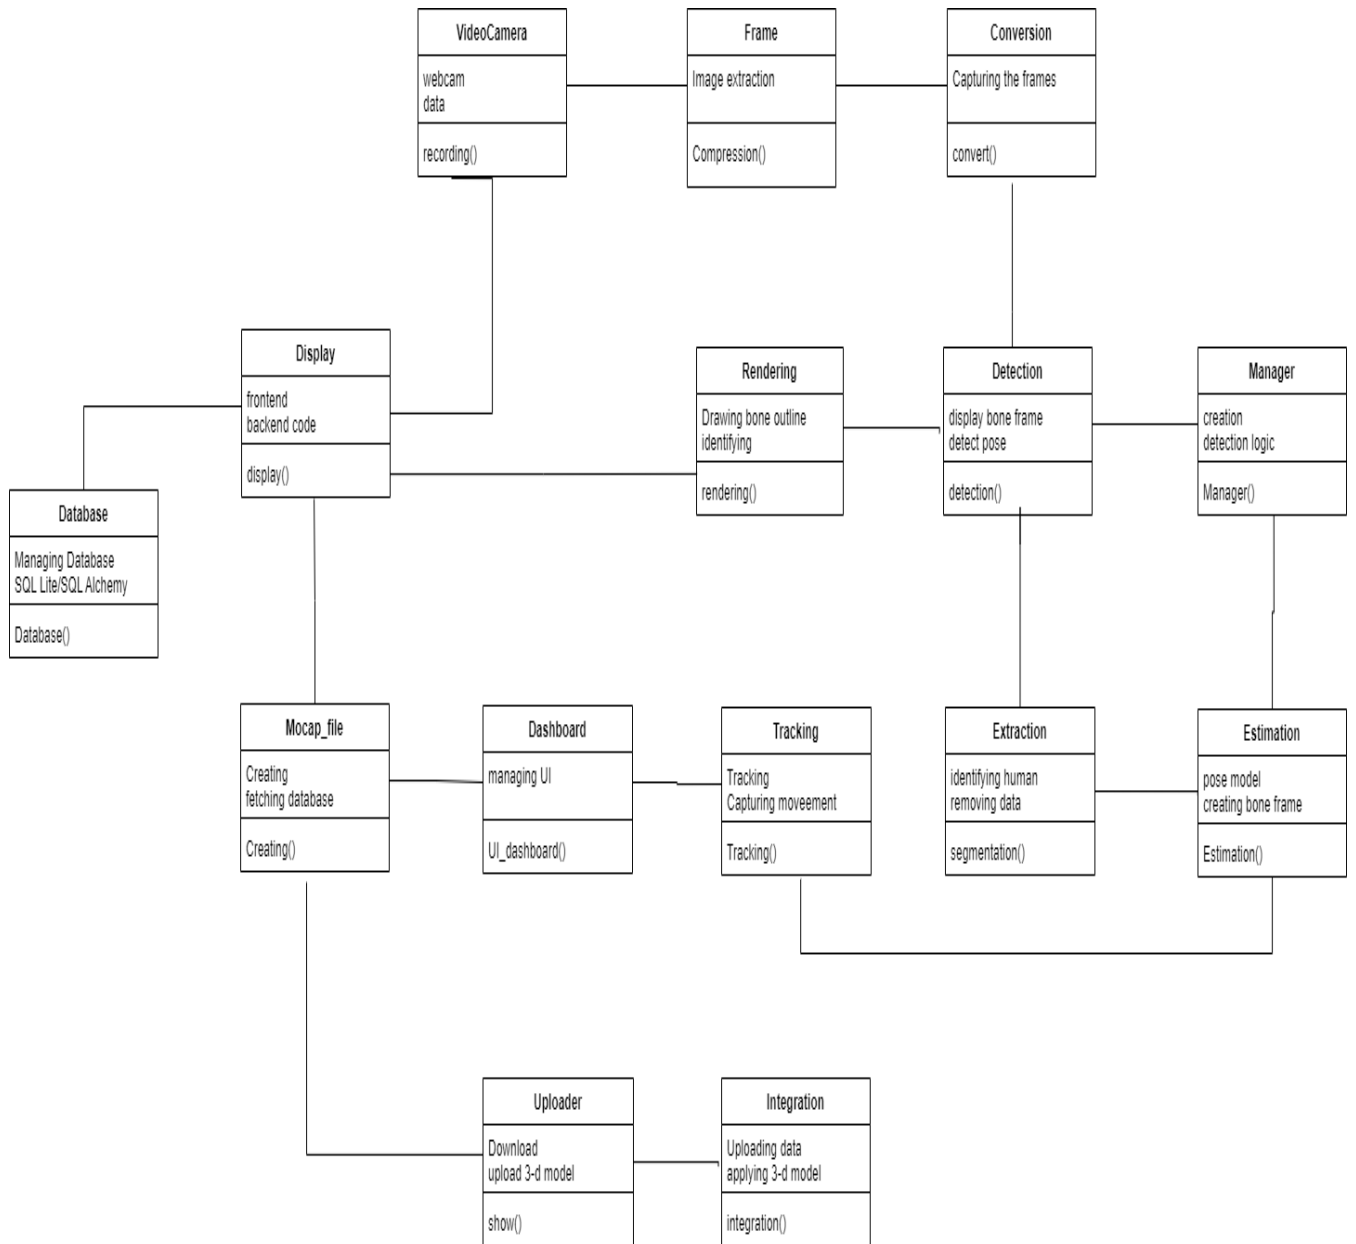 VideoCamera
webcam
data
recording()
Frame
Image extraction
Compression()
Conversion
Capturing the frames
convert()
Display
frontend
backend code
display()
Rendering
Drawing bone outline
identifying
rendering()
Detection
display bone frame
detect pose
detection()
Manager
creation
detection logic
Manager()
Database
Managing Database
SQL Lite/SQL Alchemy
Database()
Mocap_file
Creating
fetching database
Creating()
Dashboard
managing UI
UI_dashboard()
Tracking
Tracking
Capturing moveement
Tracking()
Extraction
identifying human
removing data
segmentation()
Estimation
pose model
creating bone frame
Estimation()
Uploader
Download
upload 3-d model
show()
Integration
Uploading data
applying 3-d model
integration()